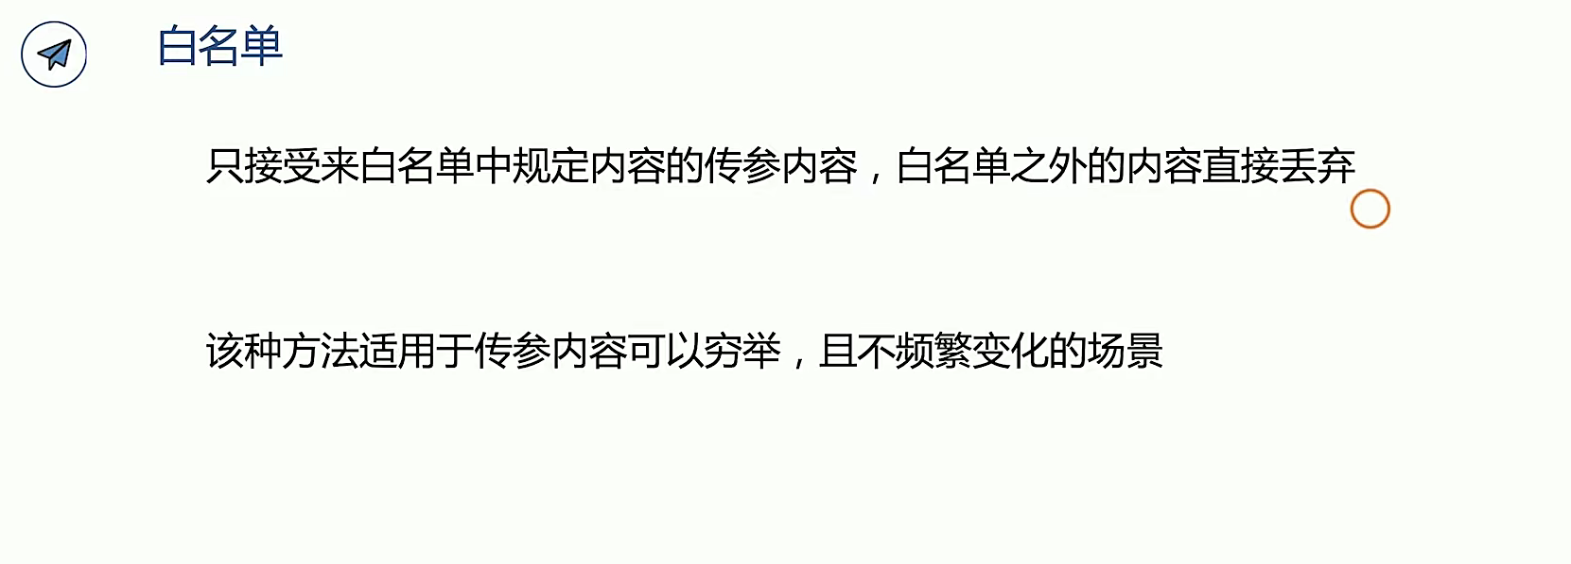 白名单
只接受来白名单中规定内容的传参内容，白名单之外的内容直接丢弃
该种方法适用于传参内容可以穷举，且不频繁变化的场景